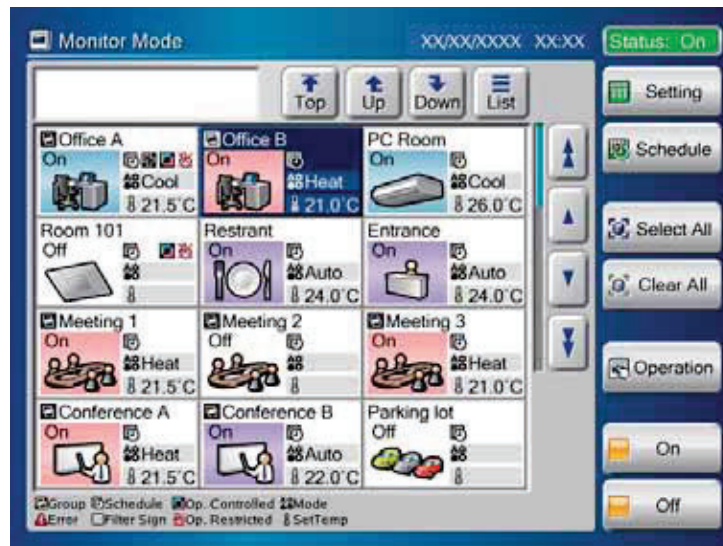 Monitor Mode XX/XX/XXXX XX:XX Status: On
Top Up Down List
Setting
Schedule
Select All
Clear All
Operation
On
Off
Office A
On
Cool
21.5°C
Office B
On
Heat
21.0°C
PC Room
Cool
26.0°C
Room 101
Off
Restrant
On
Auto
24.0°C
Entrance
On
Auto
24.0°C
Meeting 1
On
Heat
21.5°C
Meeting 2
Off
Meeting 3
On
Heat
21.0°C
Conference A
On
Heat
21.5°C
Conference B
On
Auto
22.0°C
Parking lot
Off
Group Schedule Op. Controlled Mode
Error Filter Sign Op. Restricted SetTemp